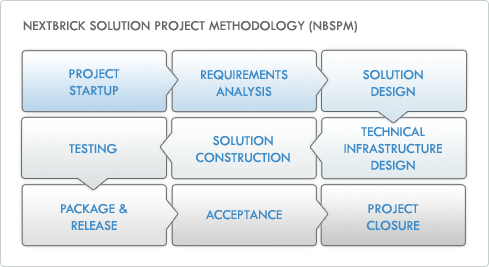 NEXTBRICK SOLUTION PROJECT METHODOLOGY (NBSPM)
PROJECT
STARTUP
REQUIREMENTS
ANALYSIS
SOLUTION
DESIGN
TECHNICAL
INFRASTRUCTURE
DESIGN
SOLUTION
CONSTRUCTION
TESTING
PACKAGE &
RELEASE
ACCEPTANCE
PROJECT
CLOSURE